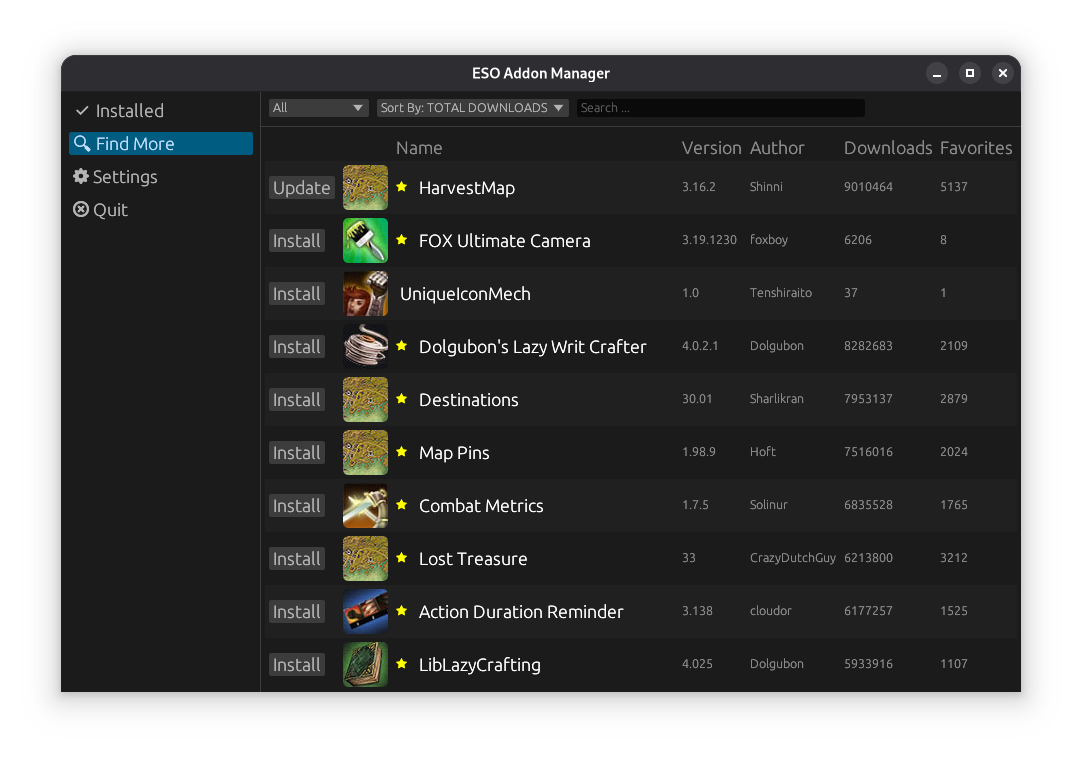 ESO Addon Manager
Installed
Find More
Settings
Quit
All Sort By: TOTAL DOWNLOADS Search ...
Name Version Author Downloads Favorites
Update HarvestMap 3.16.2 Shinni 9010464 5137
Install FOX Ultimate Camera 3.19.1230 foxboy 6206 8
Install UniqueIconMech 1.0 Tenshiraito 37 1
Install Dolgubon's Lazy Writ Crafter 4.0.2.1 Dolgubon 8282683 2109
Install Destinations 30.01 Sharlikran 7953137 2879
Install Map Pins 1.98.9 Hoft 7516016 2024
Install Combat Metrics 1.7.5 Solinur 6835528 1765
Install Lost Treasure 33 CrazyDutchGuy 6213800 3212
Install Action Duration Reminder 3.138 cloudor 6177257 1525
Install LibLazyCrafting 4.025 Dolgubon 5933916 1107